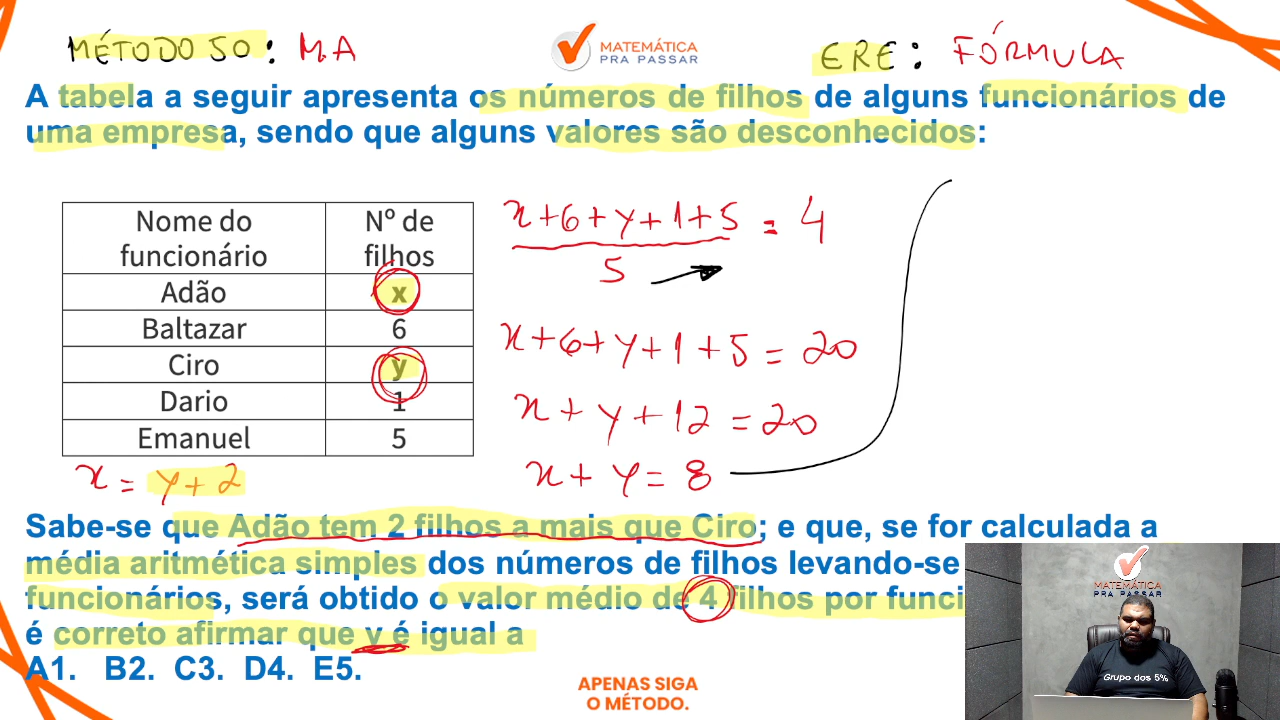 MÉTODO 50: M.A
MATEMÁTICA
PRA PASSAR
ERE: FÓRMULA
A tabela a seguir apresenta os números de filhos de alguns funcionários de
uma empresa, sendo que alguns valores são desconhecidos:
Nome do funcionário Nº de filhos
Adão x
Baltazar 6
Ciro y
Dario 1
Emanuel 5
x = y + 2
x+6+y+1+5 = 4
5
x+6+y+1+5 = 20
x + y + 12 = 20
x + y = 8
Sabe-se que Adão tem 2 filhos a mais que Ciro; e que, se for calculada a
média aritmética simples dos números de filhos levando-se
funcionários, será obtido o valor médio de 4 filhos por funci
é correto afirmar que y é igual a
A1. B2. C3. D4. E5.
APENAS SIGA
O MÉTODO.
MATEMÁTICA
PRA PASSAR
Grupo dos 5%